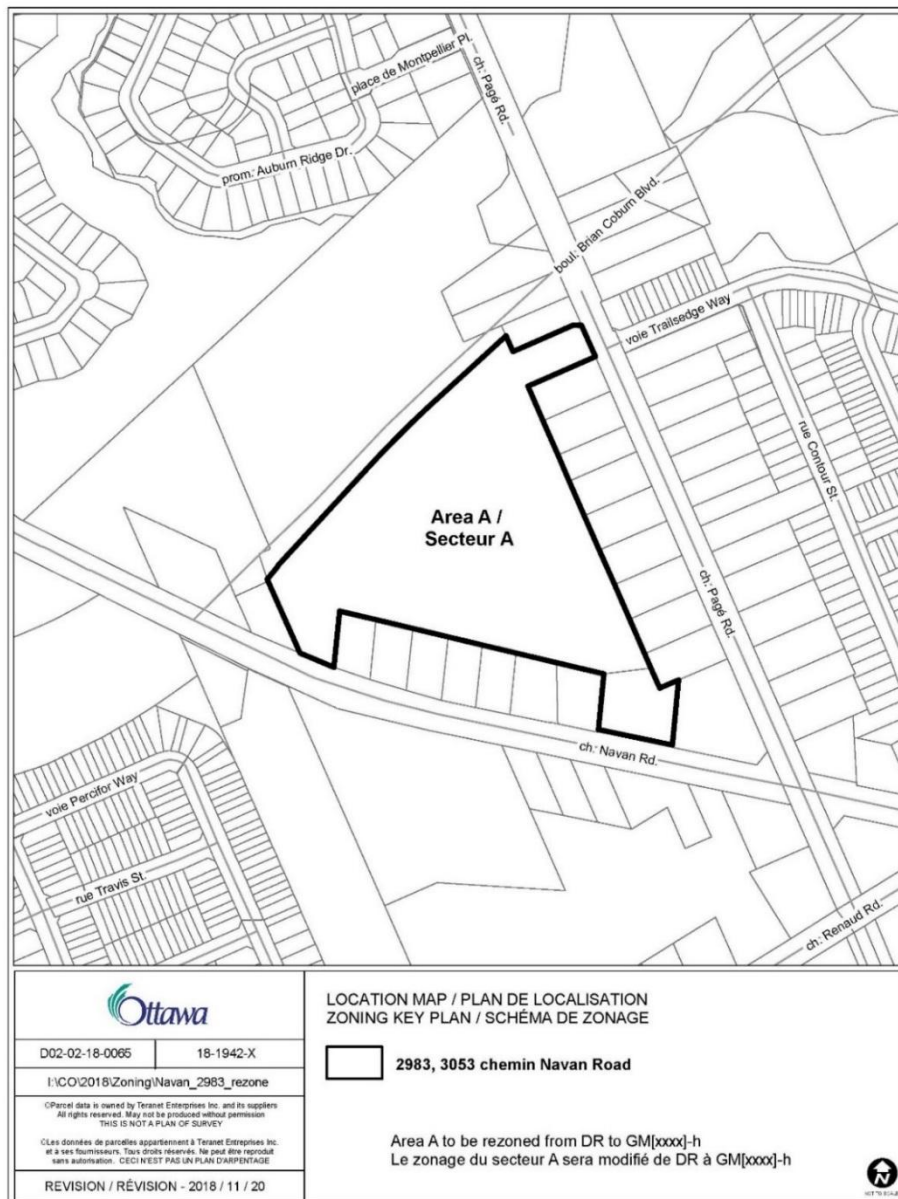 place de Montpellier Pl.
ch. Pagé Rd.
prom. Auburn Ridge Dr.
boul. Brian Coburn Blvd.
voie Trailsedge Way
rue Contour St.
Area A /
Secteur A
ch. Pagé Rd.
ch. Navan Rd.
voie Percifor Way
rue Travis St.
ch. Renaud Rd.
Ottawa
D02-02-18-0065
18-1942-X
I:\CO\2018\Zoning\Navan_2983_rezone
©Parcel data is owned by Teranet Enterprises Inc. and its suppliers
All rights reserved. May not be produced without permission
THIS IS NOT A PLAN OF SURVEY
©Les données de parcelles appartiennent à Teranet Entreprises Inc.
et à ses fournisseurs. Tous droits réservés. Ne peut être reproduit
sans autorisation. CECI N'EST PAS UN PLAN D'ARPENTAGE
REVISION / RÉVISION - 2018 / 11 / 20
LOCATION MAP / PLAN DE LOCALISATION
ZONING KEY PLAN / SCHÉMA DE ZONAGE
2983, 3053 chemin Navan Road
Area A to be rezoned from DR to GM[xxxx]-h
Le zonage du secteur A sera modifié de DR à GM[xxxx]-h
N
NOT TO SCALE